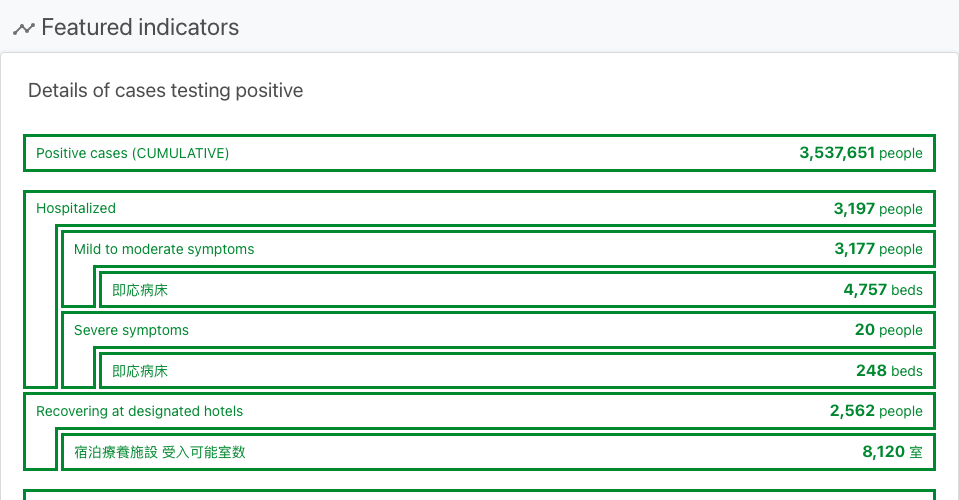 Featured indicators
Details of cases testing positive
Positive cases (CUMULATIVE) 3,537,651 people
Hospitalized 3,197 people
Mild to moderate symptoms 3,177 people
即応病床 4,757 beds
Severe symptoms 20 people
即応病床 248 beds
Recovering at designated hotels 2,562 people
宿泊療養施設 受入可能室数 8,120 室